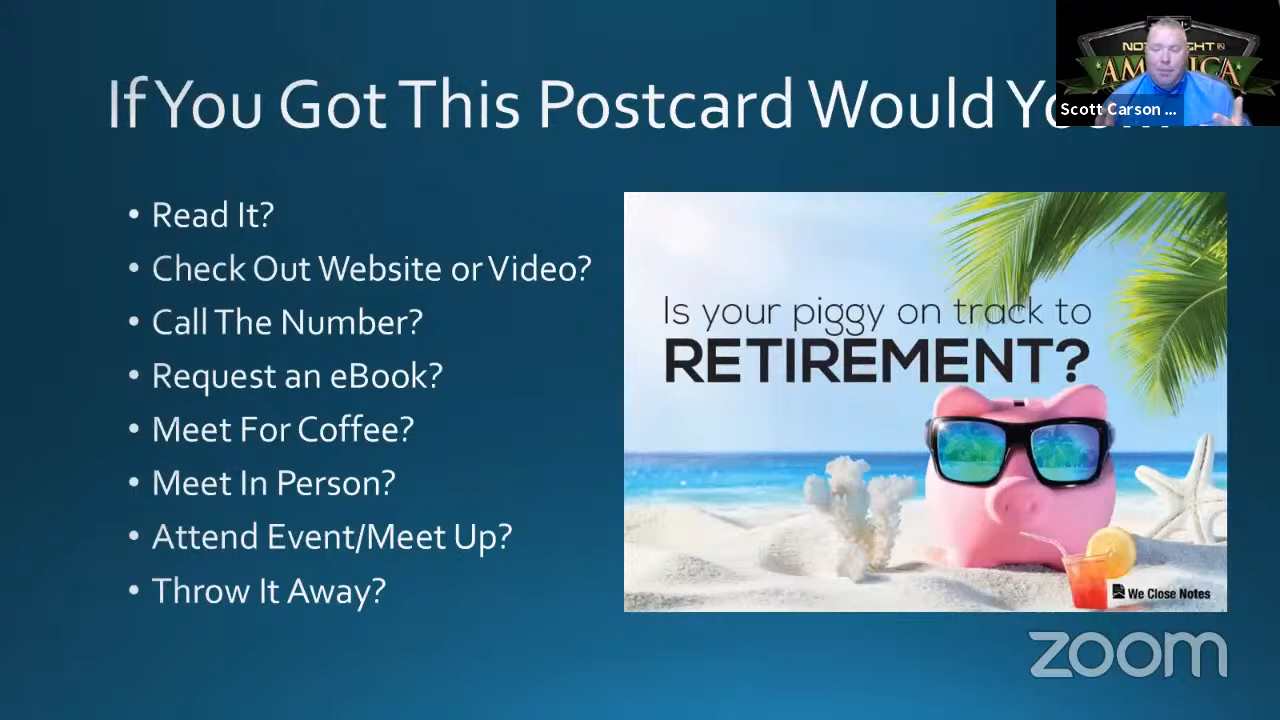 If You Got This Postcard Would
Scott Carson ...
AMERICA
• Read It?
• Check Out Website or Video?
• Call The Number?
• Request an eBook?
• Meet For Coffee?
• Meet In Person?
• Attend Event/Meet Up?
• Throw It Away?
Is your piggy on track to
RETIREMENT?
We Close Notes
zoom